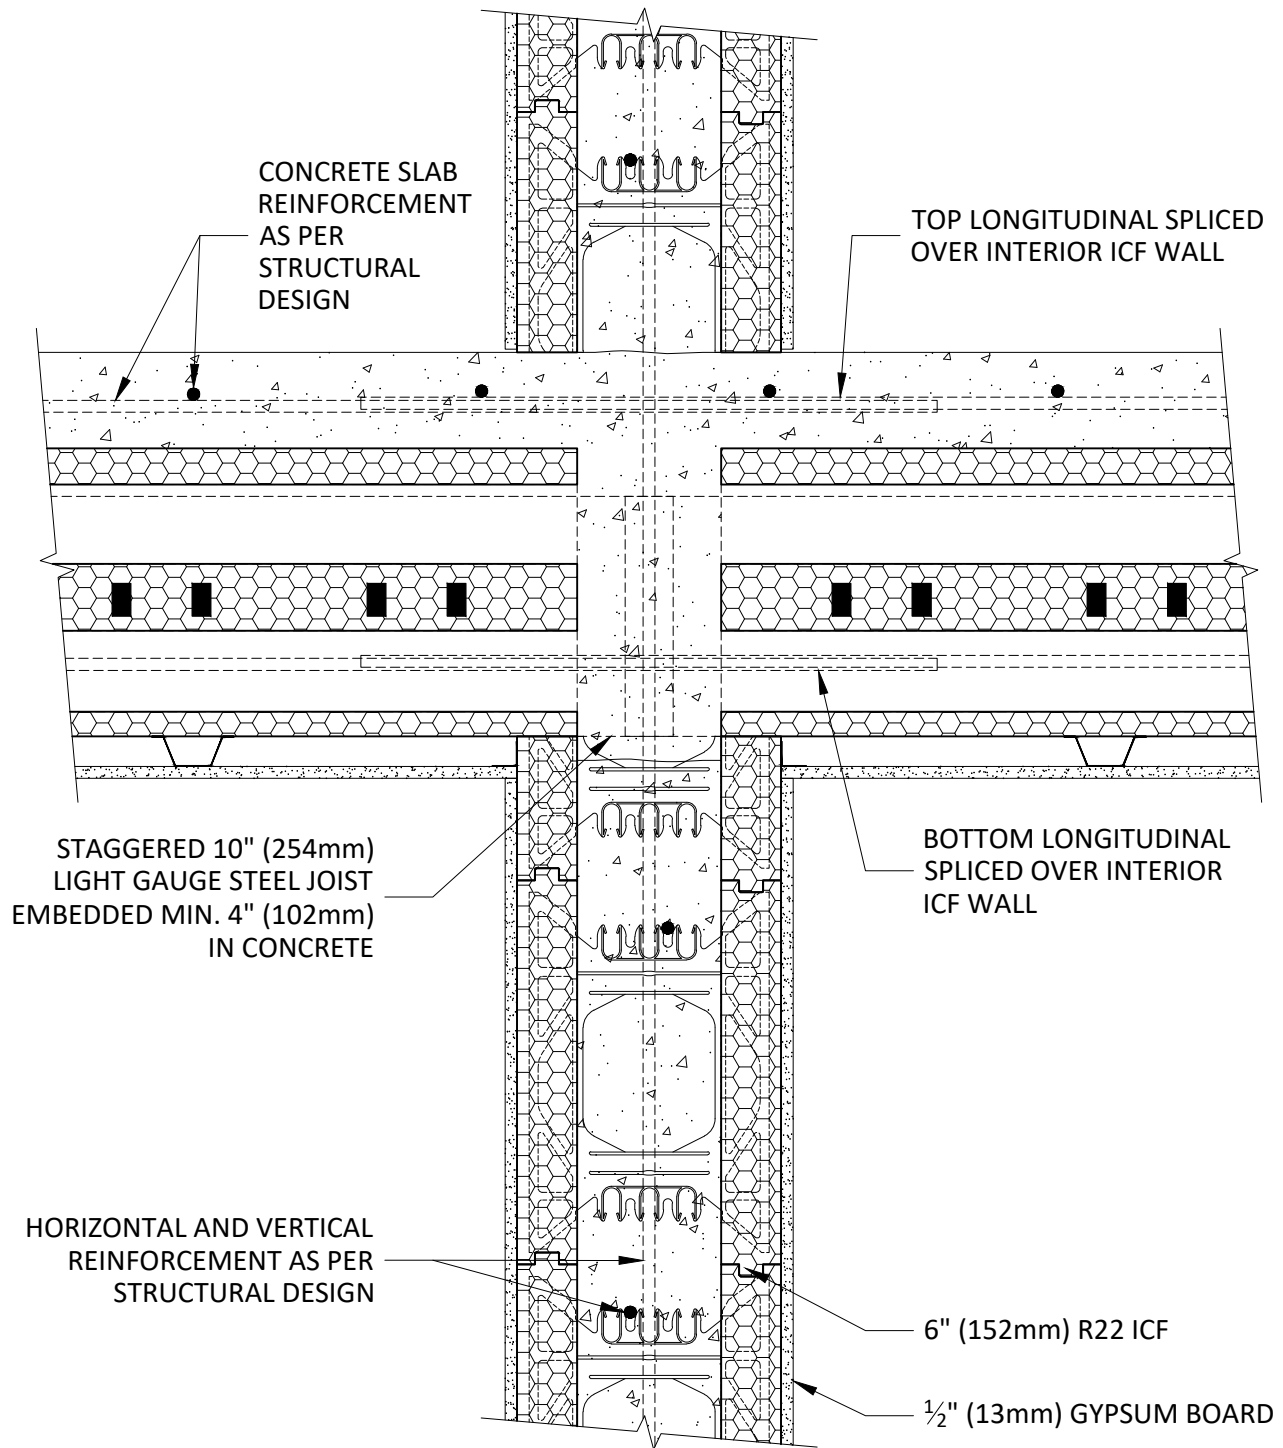 CONCRETE SLAB
REINFORCEMENT
AS PER
STRUCTURAL
DESIGN
TOP LONGITUDINAL SPLICED
OVER INTERIOR ICF WALL
STAGGERED 10" (254mm)
LIGHT GAUGE STEEL JOIST
EMBEDDED MIN. 4" (102mm)
IN CONCRETE
BOTTOM LONGITUDINAL
SPLICED OVER INTERIOR
ICF WALL
HORIZONTAL AND VERTICAL
REINFORCEMENT AS PER
STRUCTURAL DESIGN
6" (152mm) R22 ICF
½" (13mm) GYPSUM BOARD